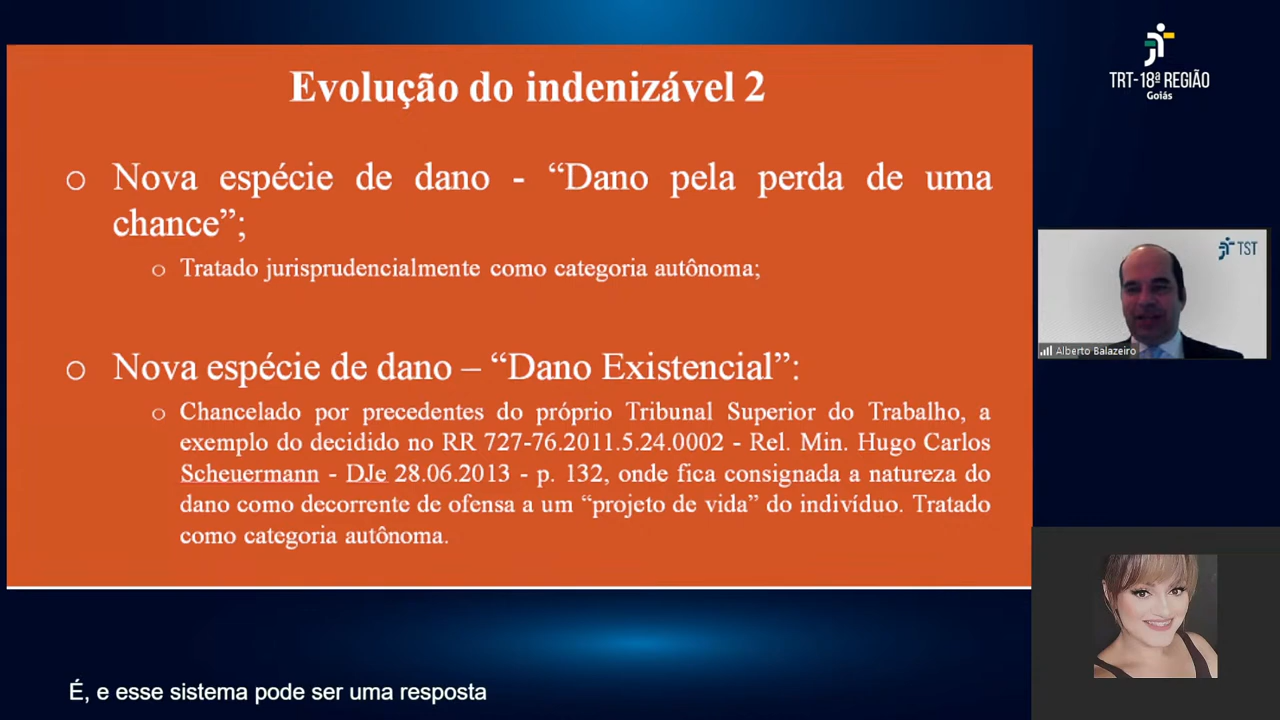 Evolução do indenizável 2
o Nova espécie de dano - “Dano pela perda de uma
chance”;
o Tratado jurisprudencialmente como categoria autônoma;
o Nova espécie de dano – “Dano Existencial”:
o Chancelado por precedentes do próprio Tribunal Superior do Trabalho, a
exemplo do decidido no RR 727-76.2011.5.24.0002 - Rel. Min. Hugo Carlos
Scheuermann - DJe 28.06.2013 - p. 132, onde fica consignada a natureza do
dano como decorrente de ofensa a um “projeto de vida” do indivíduo. Tratado
como categoria autônoma.
TRT-18ª REGIÃO
Goiás
TST
Alberto Balazeiro
É, e esse sistema pode ser uma resposta